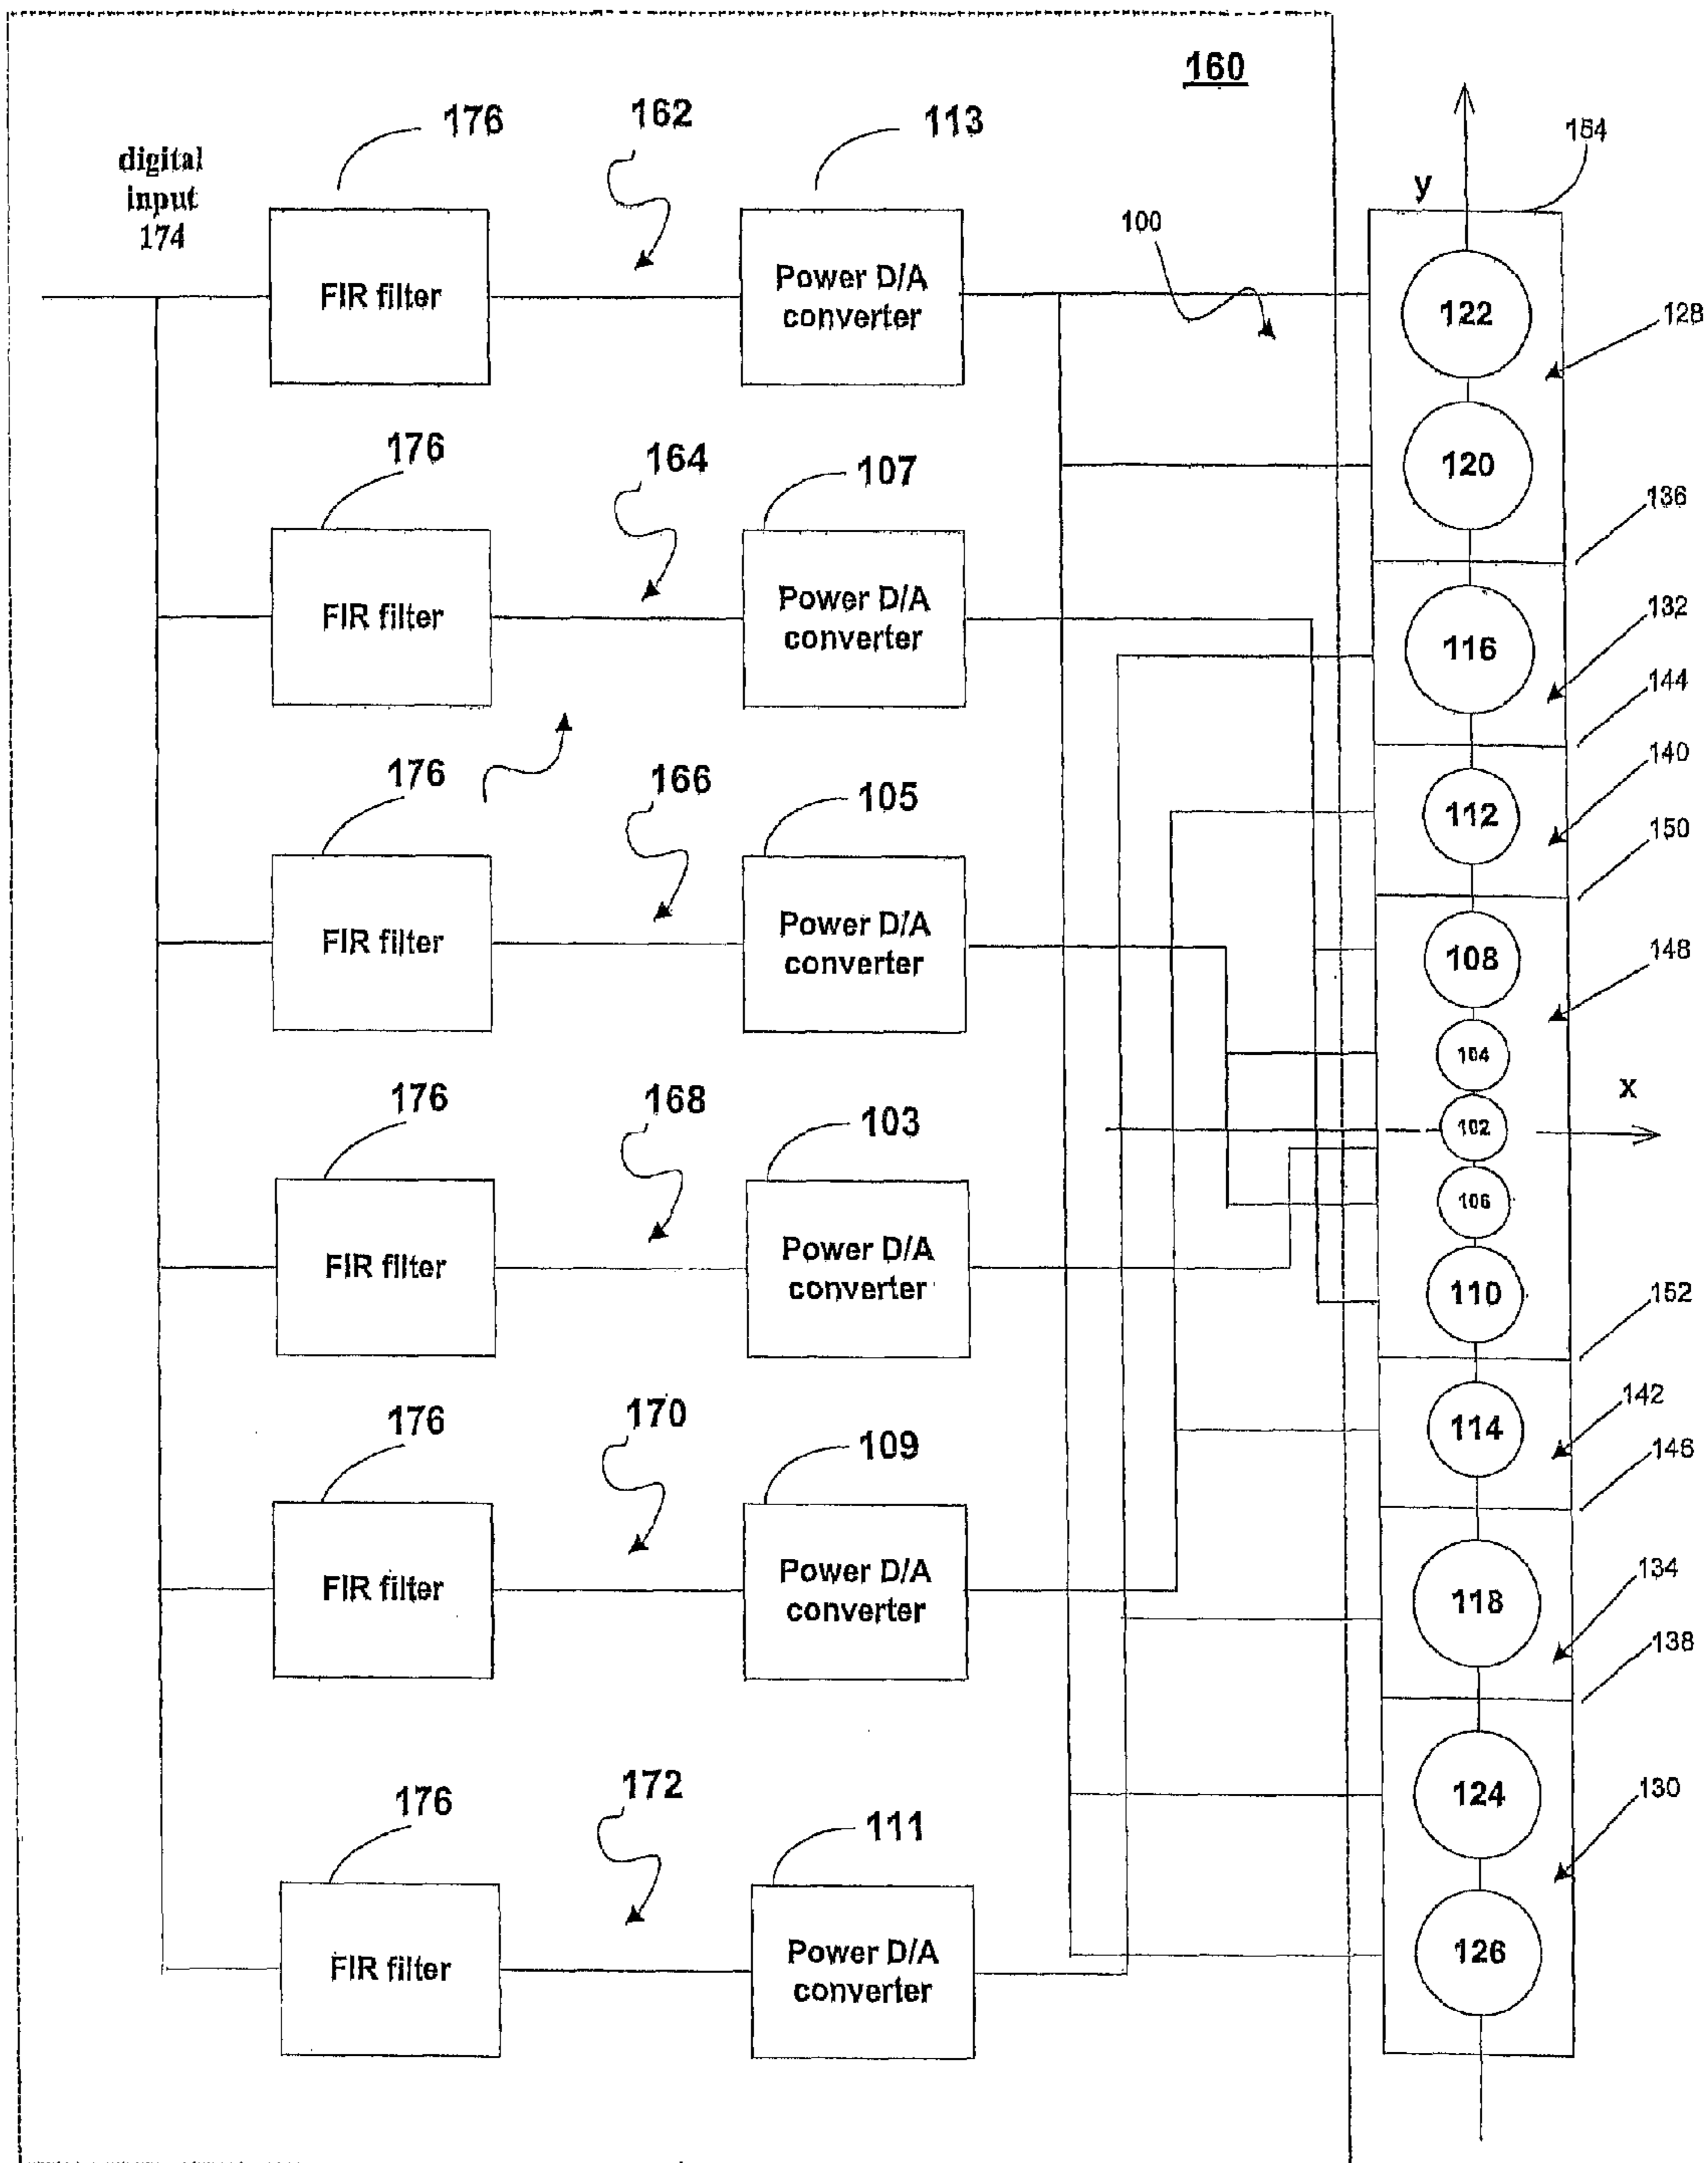 160
176
162
113
154
digital
input
174
y
100
FIR filter
Power D/A
converter
122
128
120
176
164
107
136
FIR filter
Power D/A
converter
132
116
144
140
176
166
105
112
150
FIR filter
Power D/A
converter
108
148
104
x
176
168
103
102
106
FIR filter
Power D/A
converter
110
152
176
170
109
114
142
146
FIR filter
Power D/A
converter
118
134
138
176
172
111
124
130
FIR filter
Power D/A
converter
126